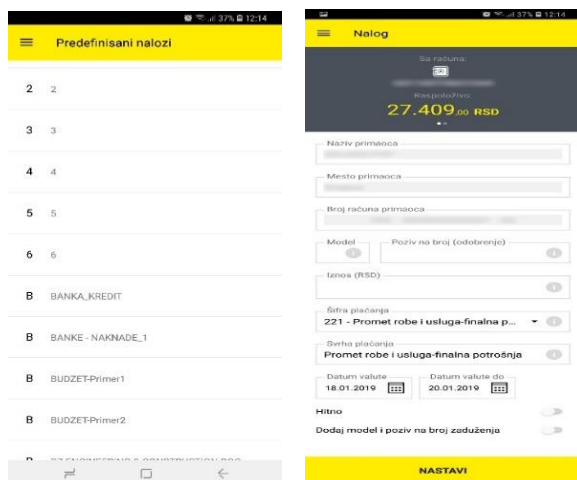 37% 12:14
Predefinisani nalozi
2 2
3 3
4 4
5 5
6 6
B BANKA_KREDIT
B BANKE - NAKNADE_1
B BUDZET-Primer1
B BUDZET-Primer2
37% 12:14
Nalog
Sa računa:
Raspoloživo:
27.409,00 RSD
Naziv primaoca
Mesto primaoca
Broj računa primaoca
Model Poziv na broj (odobrenje)
Iznos (RSD)
Šifra plaćanja
221 - Promet robe i usluga-finalna p...
Svrha plaćanja
Promet robe i usluga-finalna potrošnja
Datum valute Datum valute do
18.01.2019 20.01.2019
Hitno
Dodaj model i poziv na broj zaduženja
NASTAVI